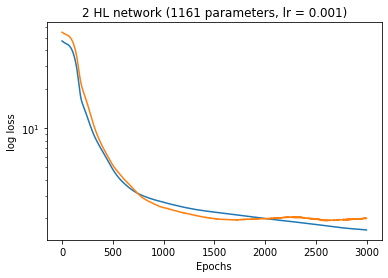 2 HL network (1161 parameters, lr = 0.001)
log loss
10¹
0 500 1000 1500 2000 2500 3000
Epochs